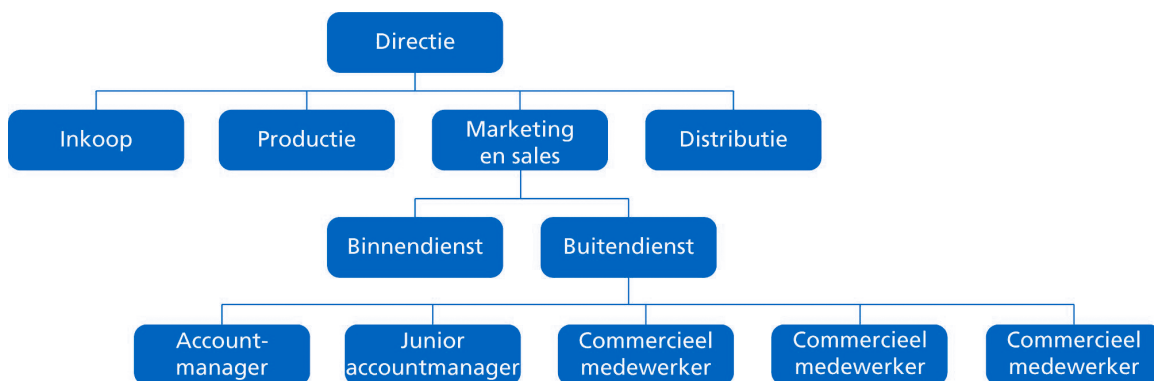 Directie
Inkoop
Productie
Marketing
en sales
Distributie
Binnendienst
Buitendienst
Account-
manager
Junior
accountmanager
Commercieel
medewerker
Commercieel
medewerker
Commercieel
medewerker